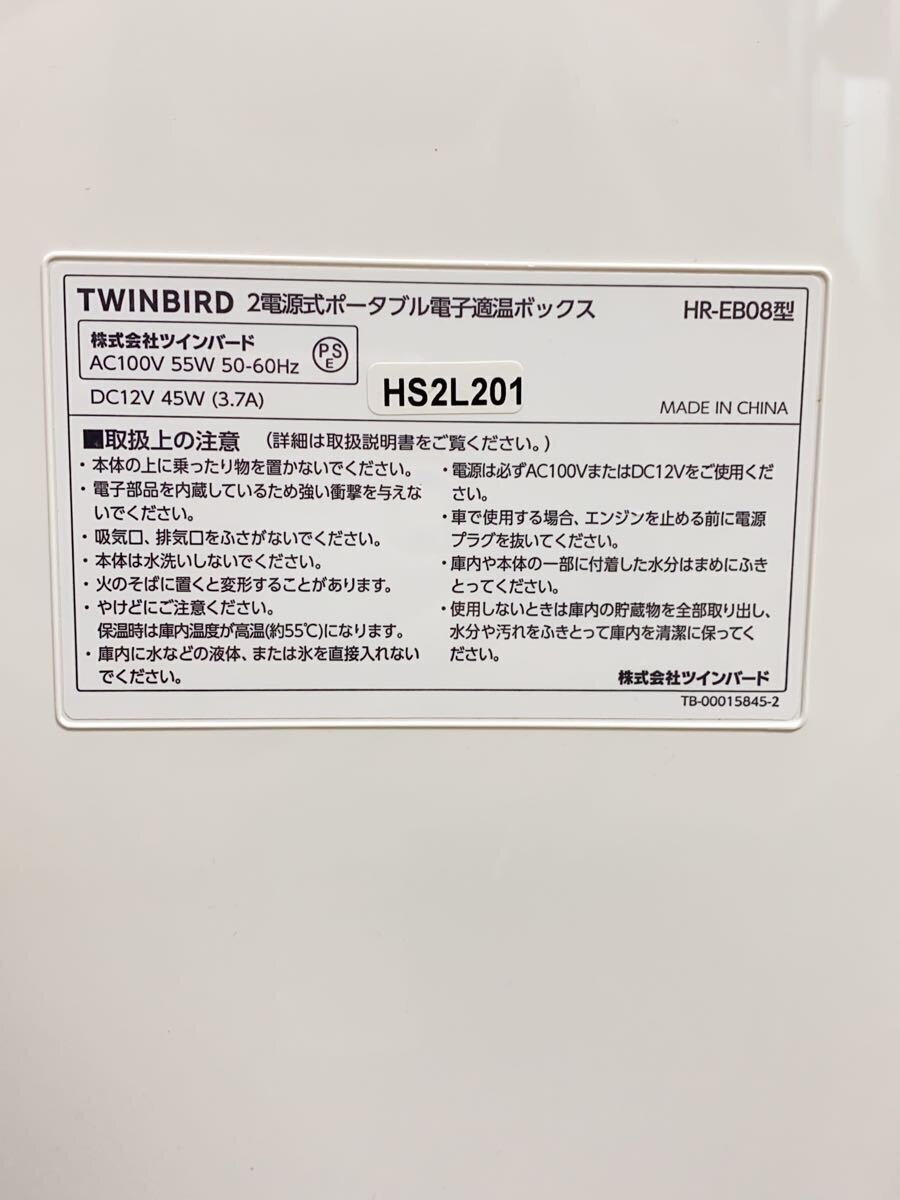 TWINBIRD 2電源式ポータブル電子適温ボックス HR-EB08型
株式会社ツインバード
AC100V 55W 50-60Hz
PS
E
DC12V 45W (3.7A)
HS2L201
MADE IN CHINA
■取扱上の注意 (詳細は取扱説明書をご覧ください。)
・本体の上に乗ったり物を置かないでください。
・電子部品を内蔵しているため強い衝撃を与えな
いでください。
・吸気口、排気口をふさがないでください。
・本体は水洗いしないでください。
・火のそばに置くと変形することがあります。
・やけどにご注意ください。
保温時は庫内温度が高温(約55℃)になります。
・庫内に水などの液体、または氷を直接入れない
でください。
・電源は必ずAC100VまたはDC12Vをご使用くだ
さい。
・車で使用する場合、エンジンを止める前に電源
プラグを抜いてください。
・庫内や本体の一部に付着した水分はまめにふき
とってください。
・使用しないときは庫内の貯蔵物を全部取り出し、
水分や汚れをふきとって庫内を清潔に保ってく
ださい。
株式会社ツインバード
TB-00015845-2